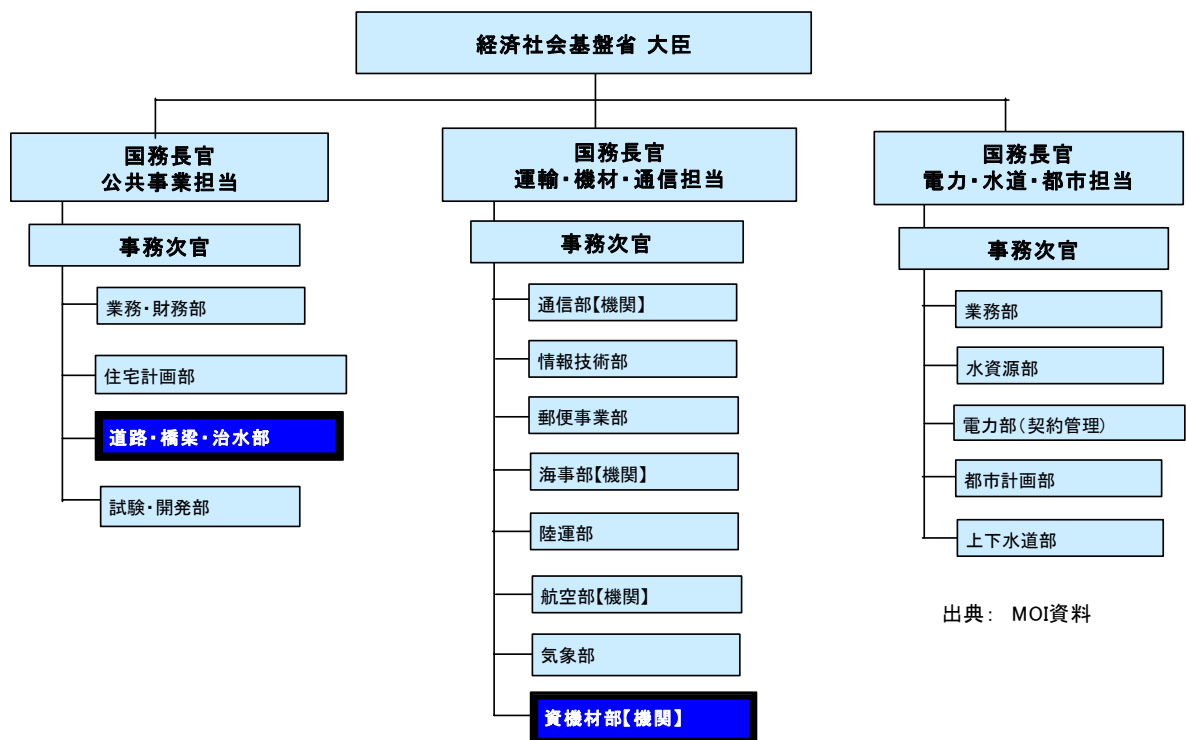 経済社会基盤省 大臣
国務長官
公共事業担当
事務次官
業務・財務部
住宅計画部
道路・橋梁・治水部
試験・開発部
国務長官
運輸・機材・通信担当
事務次官
通信部【機関】
情報技術部
郵便事業部
海事部【機関】
陸運部
航空部【機関】
気象部
資機材部【機関】
国務長官
電力・水道・都市担当
事務次官
業務部
水資源部
電力部(契約管理)
都市計画部
上下水道部
出典： MOI資料